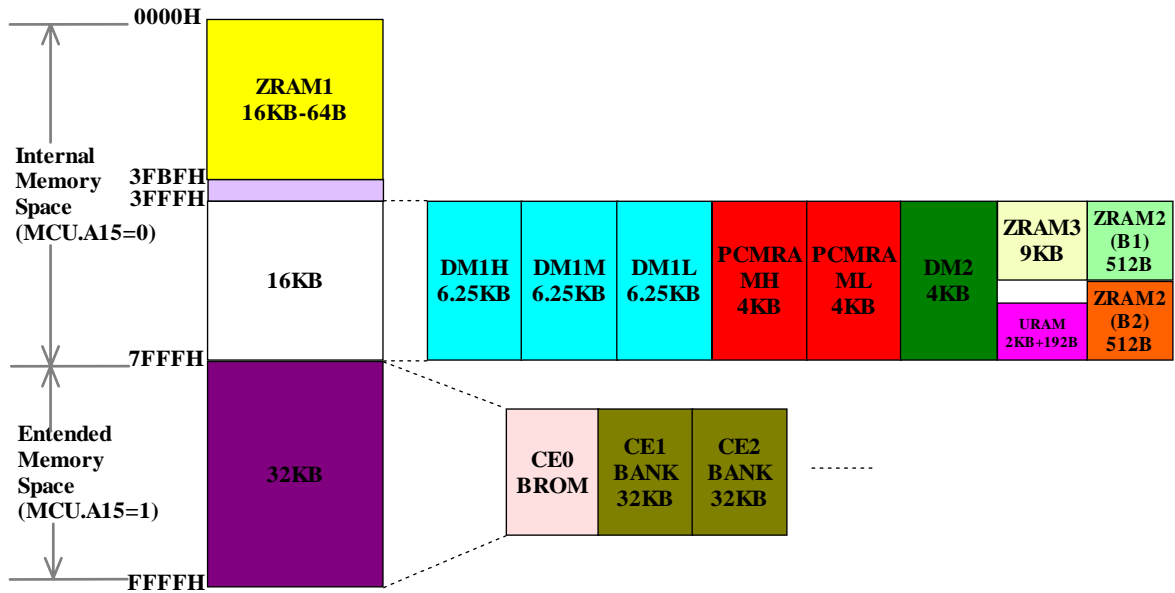 0000H
ZRAM1
16KB-64B
Internal
Memory
Space
(MCU.A15=0)
3FBFH
3FFFH
16KB
DM1H
6.25KB
DM1M
6.25KB
DM1L
6.25KB
PCMRA
MH
4KB
PCMRA
ML
4KB
DM2
4KB
ZRAM3
9KB
URAM
2KB+192B
ZRAM2
(B1)
512B
ZRAM2
(B2)
512B
7FFFH
Entended
Memory
Space
(MCU.A15=1)
32KB
CE0
BROM
CE1
BANK
32KB
CE2
BANK
32KB
FFFFH